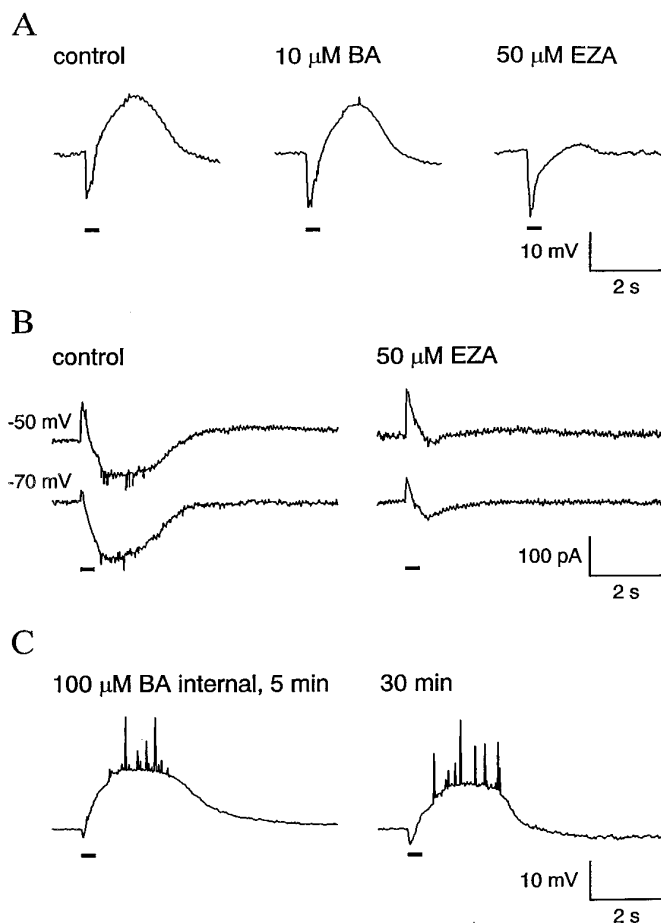 A
control
10 μM BA
50 μM EZA
10 mV
2 s
B
control
50 μM EZA
-50 mV
-70 mV
100 pA
2 s
C
100 μM BA internal, 5 min
30 min
10 mV
2 s